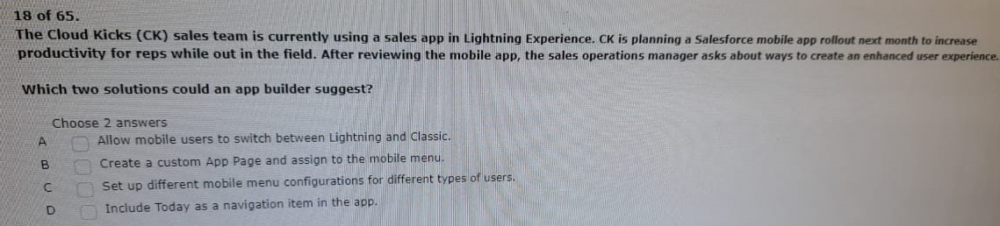 18 of 65.
The Cloud Kicks (CK) sales team is currently using a sales app in Lightning Experience. CK is planning a Salesforce mobile app rollout next month to increase
productivity for reps while out in the field. After reviewing the mobile app, the sales operations manager asks about ways to create an enhanced user experience.
Which two solutions could an app builder suggest?
Choose 2 answers
A Allow mobile users to switch between Lightning and Classic.
B Create a custom App Page and assign to the mobile menu.
C Set up different mobile menu configurations for different types of users.
D Include Today as a navigation item in the app.